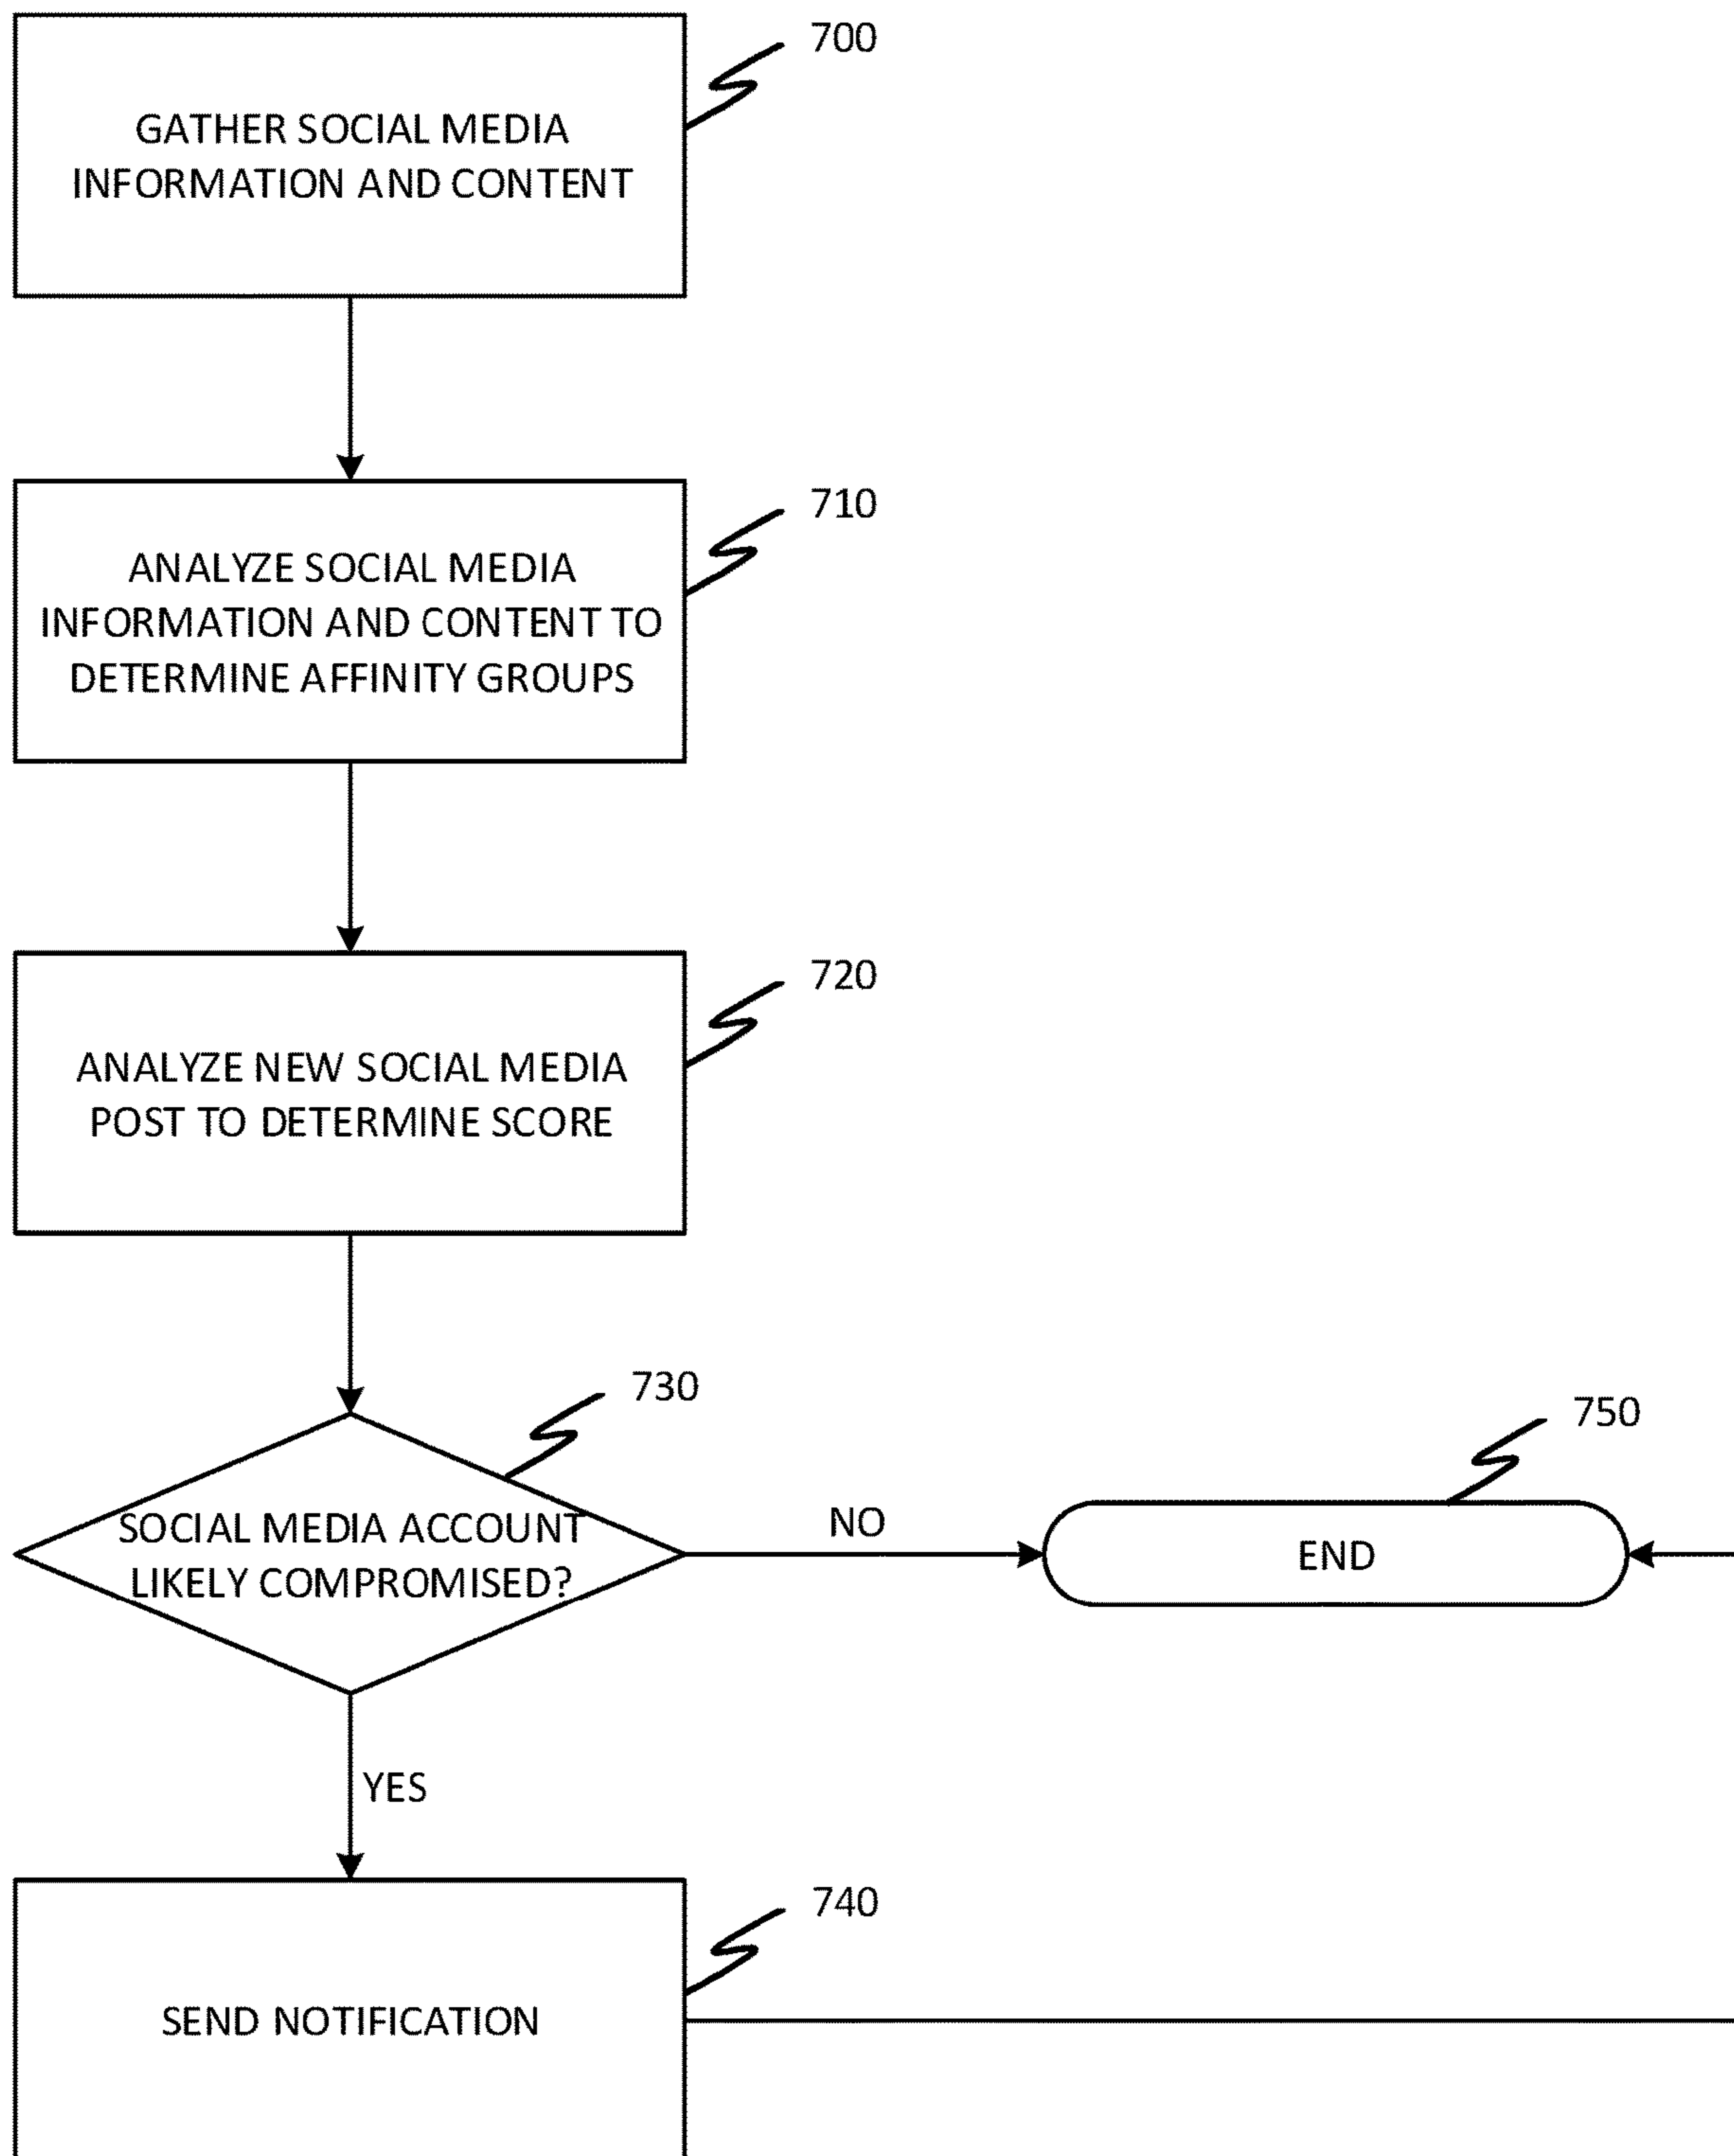 700
GATHER SOCIAL MEDIA
INFORMATION AND CONTENT
710
ANALYZE SOCIAL MEDIA
INFORMATION AND CONTENT TO
DETERMINE AFFINITY GROUPS
720
ANALYZE NEW SOCIAL MEDIA
POST TO DETERMINE SCORE
730
SOCIAL MEDIA ACCOUNT
LIKELY COMPROMISED?
NO
750
END
YES
740
SEND NOTIFICATION